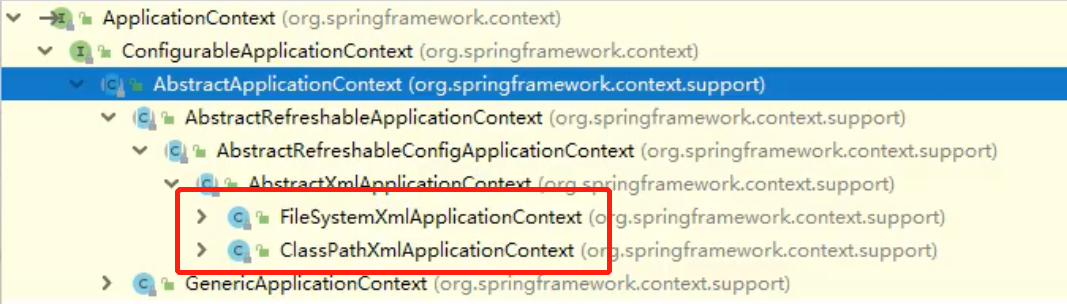 ApplicationContext (org.springframework.context)
ConfigurableApplicationContext (org.springframework.context)
AbstractApplicationContext (org.springframework.context.support)
AbstractRefreshableApplicationContext (org.springframework.context.support)
AbstractRefreshableConfigApplicationContext (org.springframework.context.support)
AbstractXmlApplicationContext (org.springframework.context.support)
FileSystemXmlApplicationContext (org.springframework.context.support)
ClassPathXmlApplicationContext (org.springframework.context.support)
GenericApplicationContext (org.springframework.context.support)